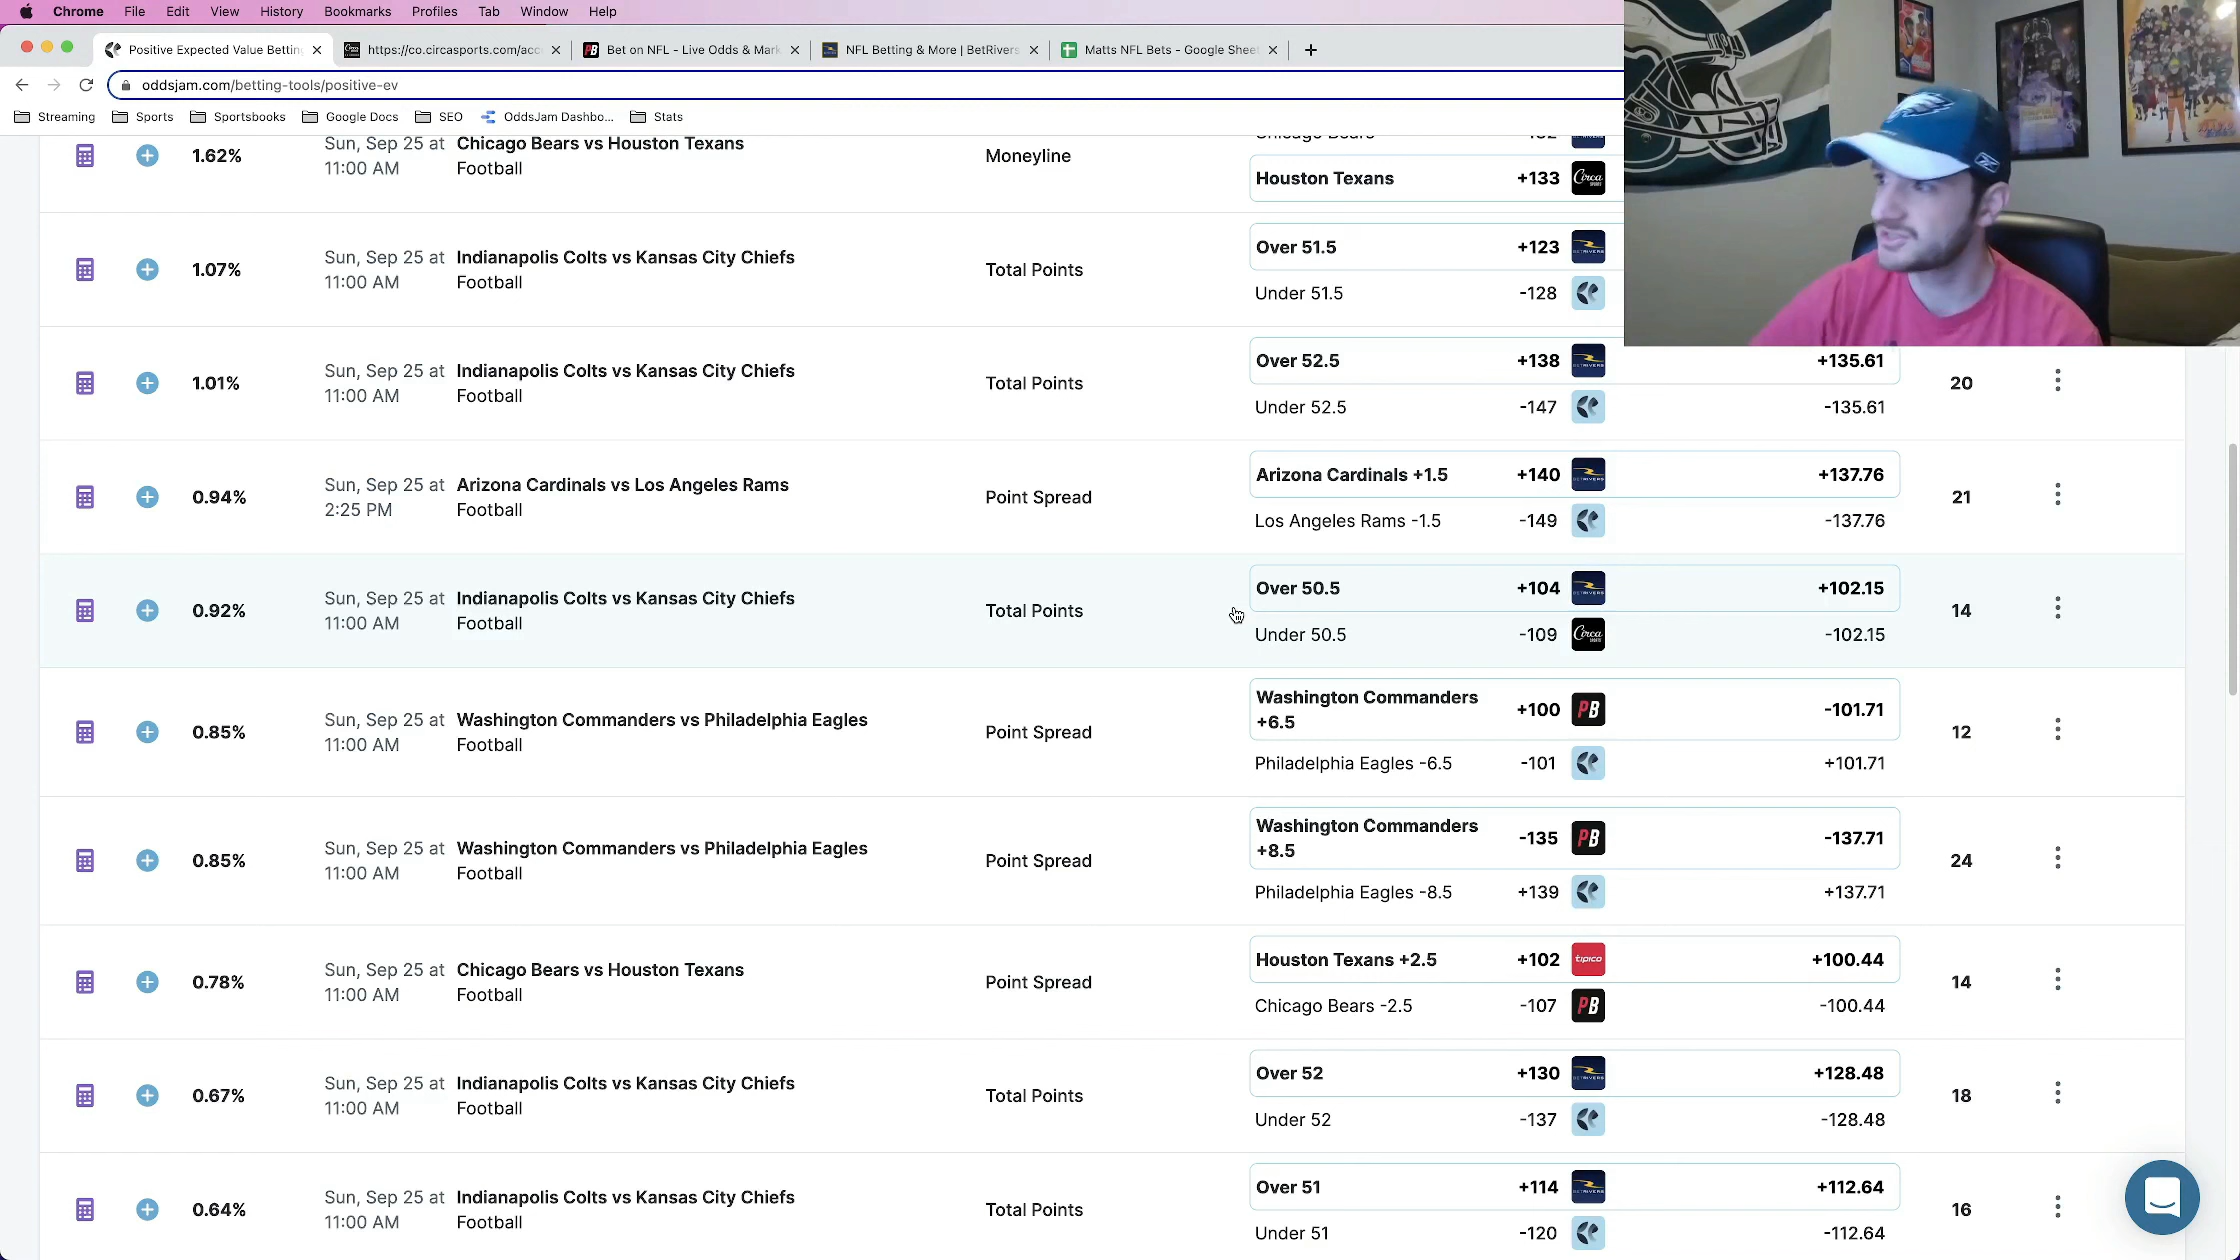 Chrome File Edit View History Bookmarks Profiles Tab Window Help
Positive Expected Value Betting https://co.circasports.com/acc Bet on NFL - Live Odds & Mark NFL Betting & More | BetRivers Matts NFL Bets - Google Sheet
oddsjam.com/betting-tools/positive-ev
Streaming Sports Sportsbooks Google Docs SEO OddsJam Dashbo... Stats
1.62% Sun, Sep 25 at Chicago Bears vs Houston Texans Moneyline
11:00 AM Football
Houston Texans +133 Circa
1.07% Sun, Sep 25 at Indianapolis Colts vs Kansas City Chiefs Total Points Over 51.5 +123
11:00 AM Football Under 51.5 -128
1.01% Sun, Sep 25 at Indianapolis Colts vs Kansas City Chiefs Total Points Over 52.5 +138 +135.61 20
11:00 AM Football Under 52.5 -147 -135.61
0.94% Sun, Sep 25 at Arizona Cardinals vs Los Angeles Rams Point Spread Arizona Cardinals +1.5 +140 +137.76 21
2:25 PM Football Los Angeles Rams -1.5 -149 -137.76
0.92% Sun, Sep 25 at Indianapolis Colts vs Kansas City Chiefs Total Points Over 50.5 +104 +102.15 14
11:00 AM Football Under 50.5 -109 Circa -102.15
0.85% Sun, Sep 25 at Washington Commanders vs Philadelphia Eagles Point Spread Washington Commanders +6.5 +100 PB -101.71 12
11:00 AM Football Philadelphia Eagles -6.5 -101 +101.71
0.85% Sun, Sep 25 at Washington Commanders vs Philadelphia Eagles Point Spread Washington Commanders +8.5 -135 PB -137.71 24
11:00 AM Football Philadelphia Eagles -8.5 +139 +137.71
0.78% Sun, Sep 25 at Chicago Bears vs Houston Texans Point Spread Houston Texans +2.5 +102 tipico +100.44 14
11:00 AM Football Chicago Bears -2.5 -107 PB -100.44
0.67% Sun, Sep 25 at Indianapolis Colts vs Kansas City Chiefs Total Points Over 52 +130 +128.48 18
11:00 AM Football Under 52 -137 -128.48
0.64% Sun, Sep 25 at Indianapolis Colts vs Kansas City Chiefs Total Points Over 51 +114 +112.64 16
11:00 AM Football Under 51 -120 -112.64